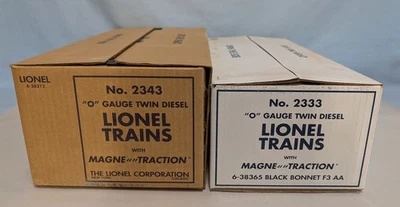 LIONEL
6-38312
No. 2343
"O" GAUGE TWIN DIESEL
LIONEL
TRAINS
WITH
MAGNE TRACTION
THE LIONEL CORPORATION
No. 2333
"O" GAUGE TWIN DIESEL
LIONEL
TRAINS
WITH
MAGNE TRACTION
6-38365 BLACK BONNET F3 AA